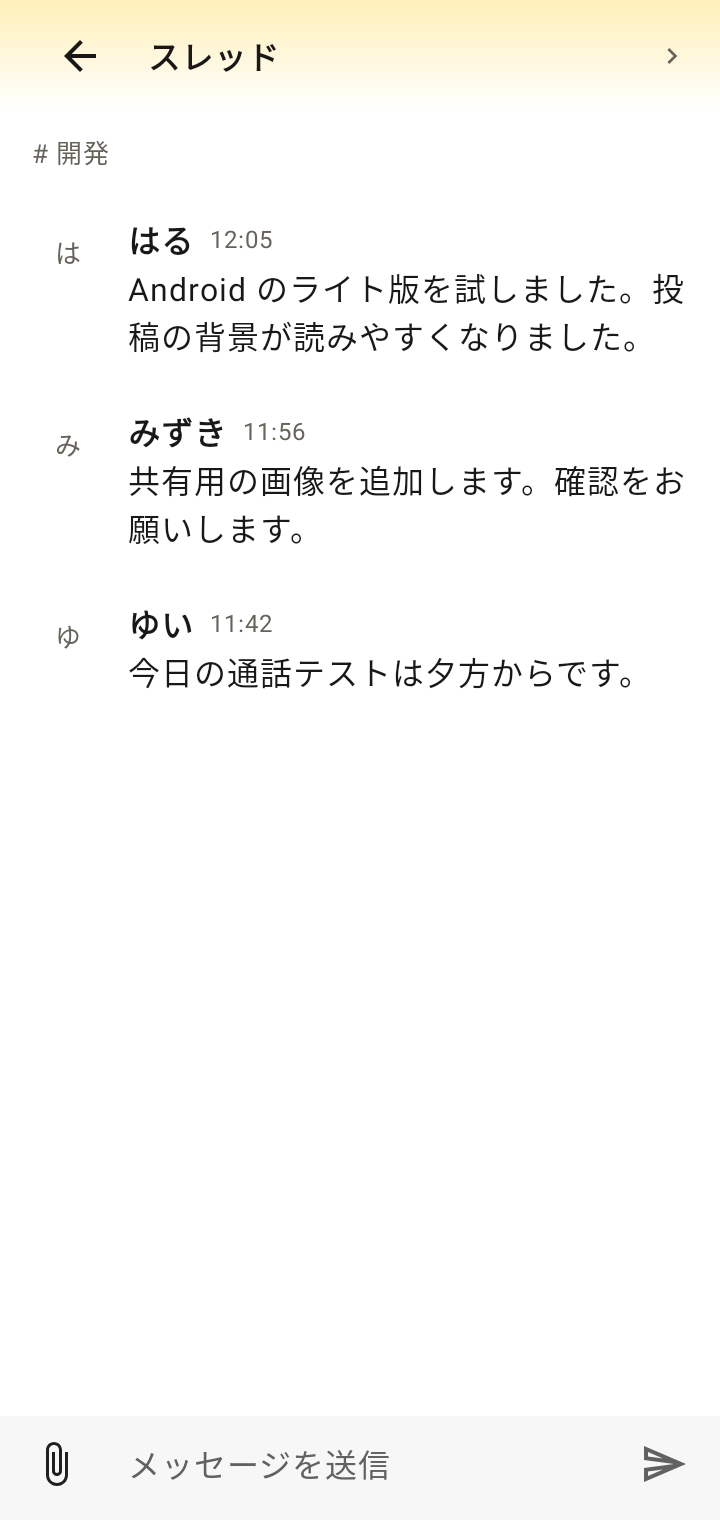 スレッド
# 開発
は
はる 12:05
Android のライト版を試しました。投
稿の背景が読みやすくなりました。
み
みずき 11:56
共有用の画像を追加します。確認をお
願いします。
ゆ
ゆい 11:42
今日の通話テストは夕方からです。
メッセージを送信